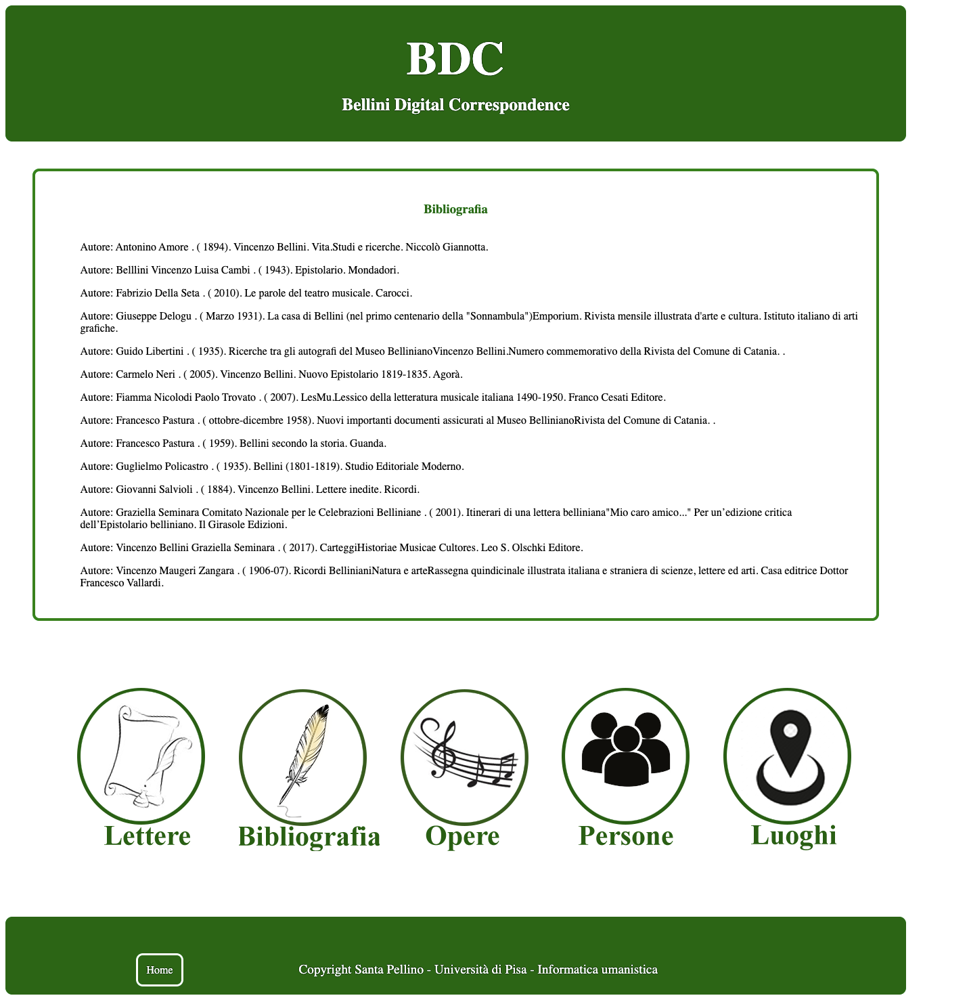 BDC
Bellini Digital Correspondence
Bibliografia
Autore: Antonino Amore . ( 1894). Vincenzo Bellini. Vita.Studi e ricerche. Niccolò Giannotta.
Autore: Belllini Vincenzo Luisa Cambi . ( 1943). Epistolario. Mondadori.
Autore: Fabrizio Della Seta . ( 2010). Le parole del teatro musicale. Carocci.
Autore: Giuseppe Delogu . ( Marzo 1931). La casa di Bellini (nel primo centenario della "Sonnambula")Emporium. Rivista mensile illustrata d'arte e cultura. Istituto italiano di arti
grafiche.
Autore: Guido Libertini . ( 1935). Ricerche tra gli autografi del Museo BellinianoVincenzo Bellini.Numero commemorativo della Rivista del Comune di Catania. .
Autore: Carmelo Neri . ( 2005). Vincenzo Bellini. Nuovo Epistolario 1819-1835. Agorà.
Autore: Fiamma Nicolodi Paolo Trovato . ( 2007). LesMu.Lessico della letteratura musicale italiana 1490-1950. Franco Cesati Editore.
Autore: Francesco Pastura . ( ottobre-dicembre 1958). Nuovi importanti documenti assicurati al Museo BellinianoRivista del Comune di Catania. .
Autore: Francesco Pastura . ( 1959). Bellini secondo la storia. Guanda.
Autore: Guglielmo Policastro . ( 1935). Bellini (1801-1819). Studio Editoriale Moderno.
Autore: Giovanni Salvioli . ( 1884). Vincenzo Bellini. Lettere inedite. Ricordi.
Autore: Graziella Seminara Comitato Nazionale per le Celebrazioni Belliniane . ( 2001). Itinerari di una lettera belliniana"Mio caro amico..." Per un’edizione critica
dell’Epistolario belliniano. Il Girasole Edizioni.
Autore: Vincenzo Bellini Graziella Seminara . ( 2017). CarteggiHistoriae Musicae Cultores. Leo S. Olschki Editore.
Autore: Vincenzo Maugeri Zangara . ( 1906-07). Ricordi BellinianiNatura e arteRassegna quindicinale illustrata italiana e straniera di scienze, lettere ed arti. Casa editrice Dottor
Francesco Vallardi.
Lettere
Bibliografia
Opere
Persone
Luoghi
Home
Copyright Santa Pellino - Università di Pisa - Informatica umanistica